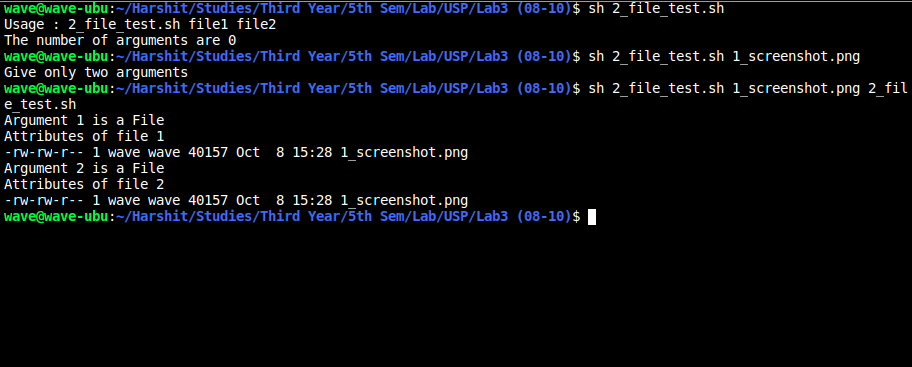 wave@wave-ubu:~/Harshit/Studies/Third Year/5th Sem/Lab/USP/Lab3 (08-10)$ sh 2_file_test.sh
Usage : 2_file_test.sh file1 file2
The number of arguments are 0
wave@wave-ubu:~/Harshit/Studies/Third Year/5th Sem/Lab/USP/Lab3 (08-10)$ sh 2_file_test.sh 1_screenshot.png
Give only two arguments
wave@wave-ubu:~/Harshit/Studies/Third Year/5th Sem/Lab/USP/Lab3 (08-10)$ sh 2_file_test.sh 1_screenshot.png 2_fil
e_test.sh
Argument 1 is a File
Attributes of file 1
-rw-rw-r-- 1 wave wave 40157 Oct  8 15:28 1_screenshot.png
Argument 2 is a File
Attributes of file 2
-rw-rw-r-- 1 wave wave 40157 Oct  8 15:28 1_screenshot.png
wave@wave-ubu:~/Harshit/Studies/Third Year/5th Sem/Lab/USP/Lab3 (08-10)$